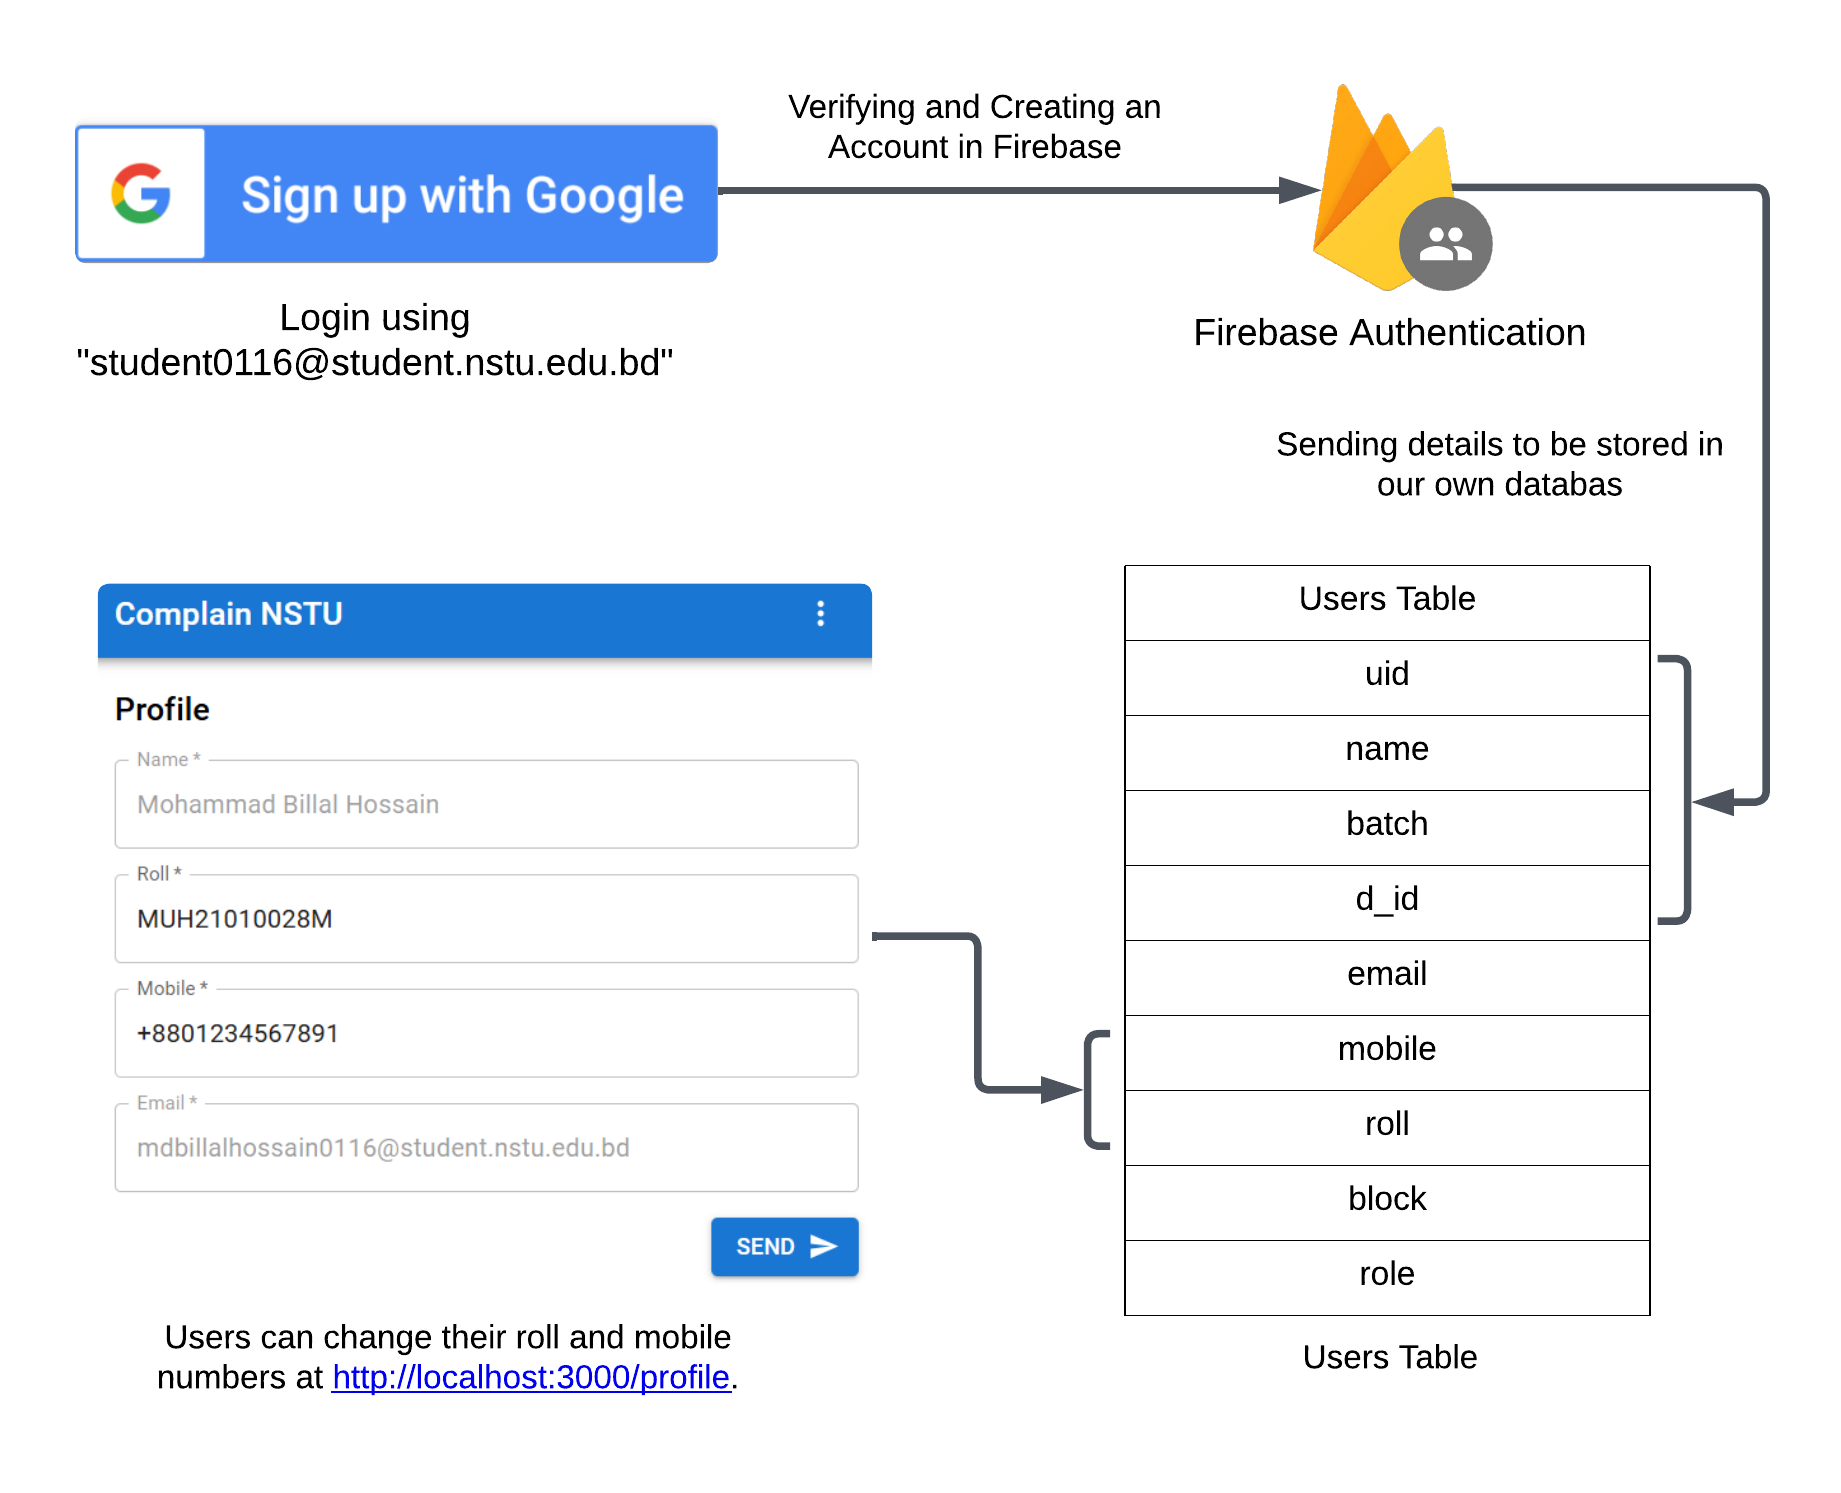 Sign up with Google
Login using
"student0116@student.nstu.edu.bd"
Verifying and Creating an
Account in Firebase
Firebase Authentication
Sending details to be stored in
our own databas
Complain NSTU
Profile
Name *
Mohammad Billal Hossain
Roll *
MUH21010028M
Mobile *
+8801234567891
Email *
mdbillalhossain0116@student.nstu.edu.bd
SEND
Users can change their roll and mobile
numbers at http://localhost:3000/profile.
Users Table
uid
name
batch
d_id
email
mobile
roll
block
role
Users Table